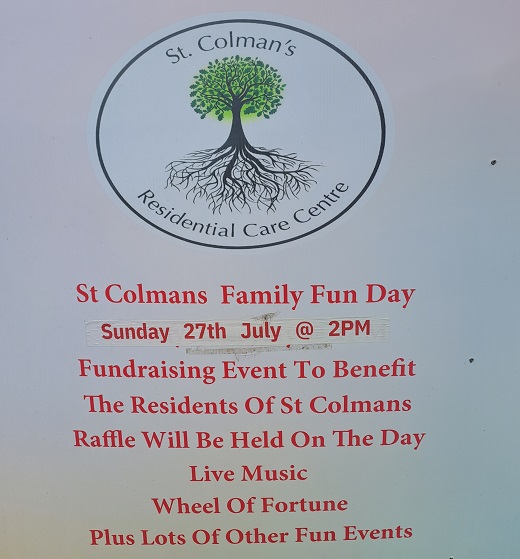 St. Colman's
Residential Care Centre
St Colmans Family Fun Day
Sunday 27th July @ 2PM
Fundraising Event To Benefit
The Residents Of St Colmans
Raffle Will Be Held On The Day
Live Music
Wheel Of Fortune
Plus Lots Of Other Fun Events